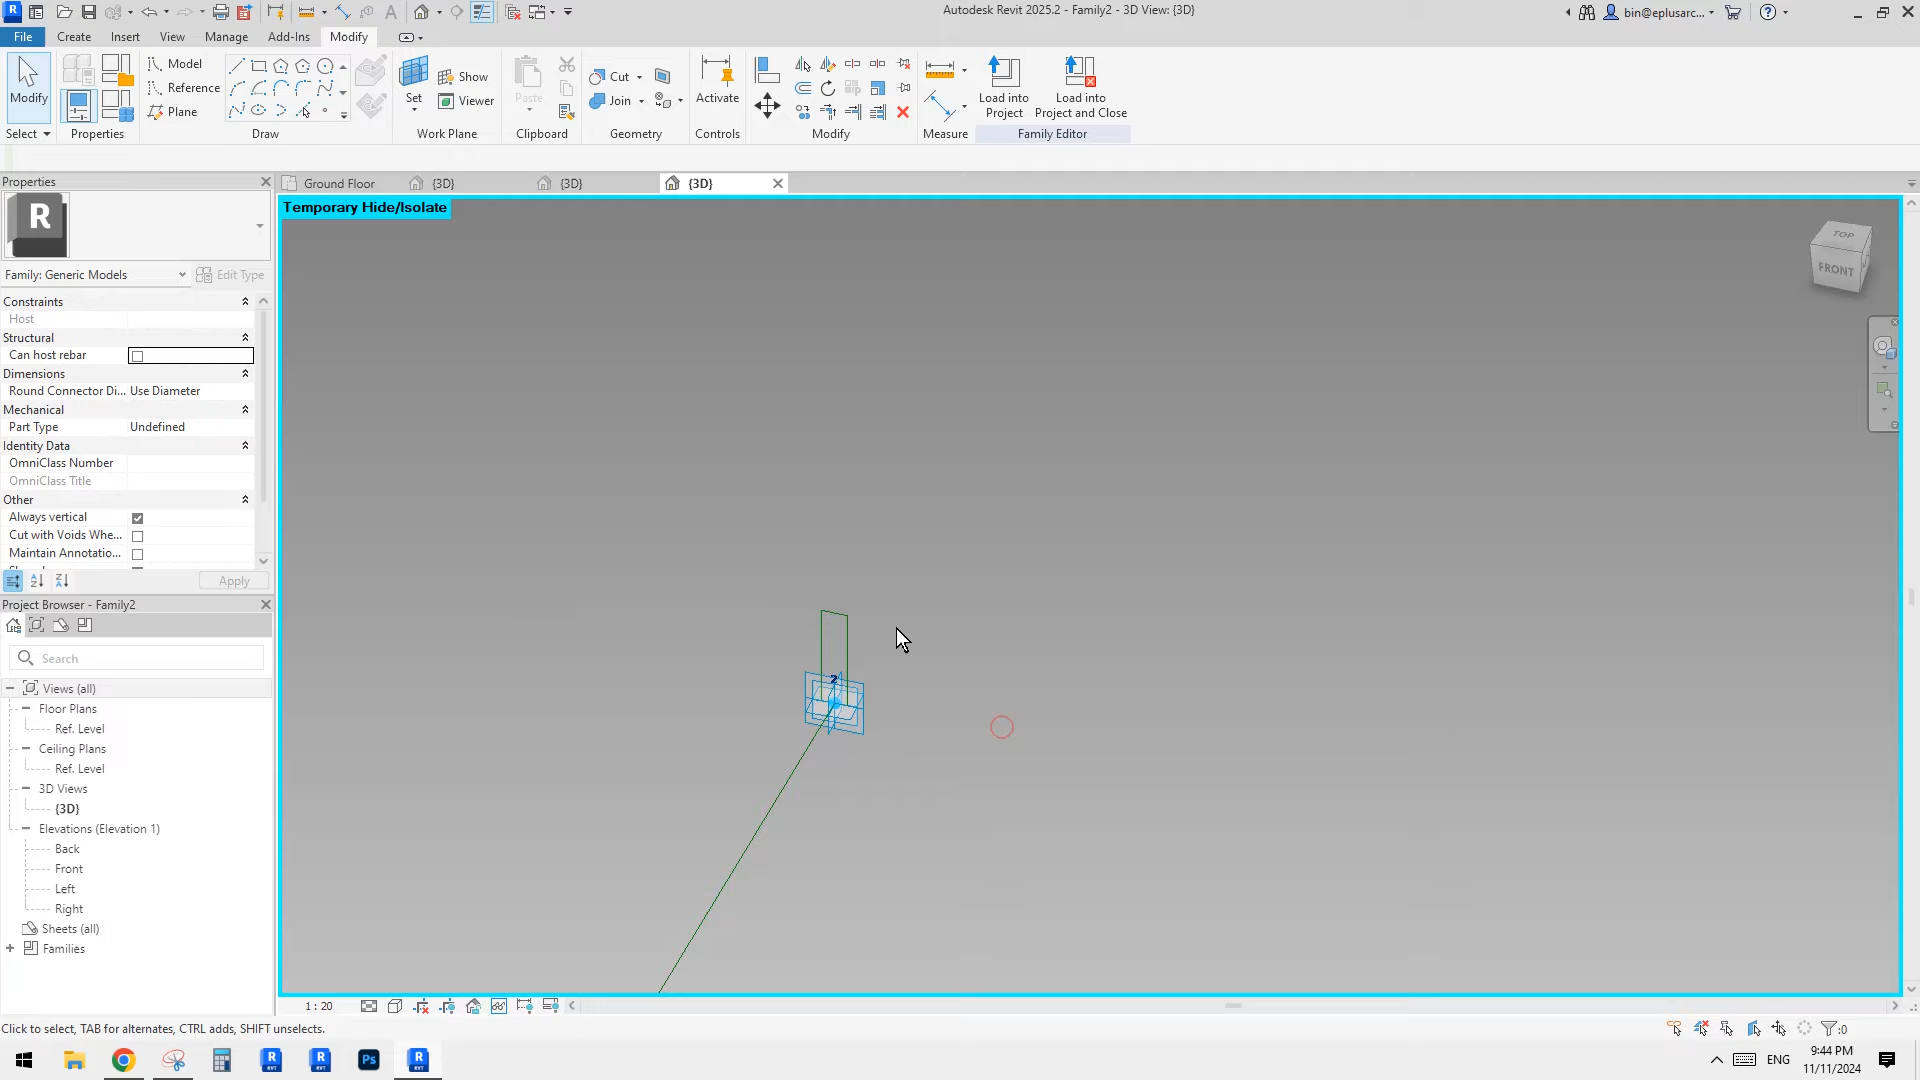 Autodesk Revit 2025.2 - Family2 - 3D View: {3D}
bin@eplusarc...
File
Create
Insert
View
Manage
Add-Ins
Modify
Modify
Select
Properties
Model
Reference
Plane
Draw
Set
Show
Viewer
Work Plane
Paste
Clipboard
Cut
Join
Geometry
Activate
Controls
Modify
Measure
Load into
Project
Load into
Project and Close
Family Editor
Properties
Ground Floor
{3D}
{3D}
{3D}
Temporary Hide/Isolate
TOP
FRONT
R
Family: Generic Models
Edit Type
Constraints
Host
Structural
Can host rebar
Dimensions
Round Connector Di...
Use Diameter
Mechanical
Part Type
Undefined
Identity Data
OmniClass Number
OmniClass Title
Other
Always vertical
Cut with Voids Whe...
Maintain Annotatio...
Apply
Project Browser - Family2
Search
Views (all)
Floor Plans
Ref. Level
Ceiling Plans
Ref. Level
3D Views
{3D}
Elevations (Elevation 1)
Back
Front
Left
Right
Sheets (all)
Families
2
1 : 20
Click to select, TAB for alternates, CTRL adds, SHIFT unselects.
:0
ENG
9:44 PM
11/11/2024